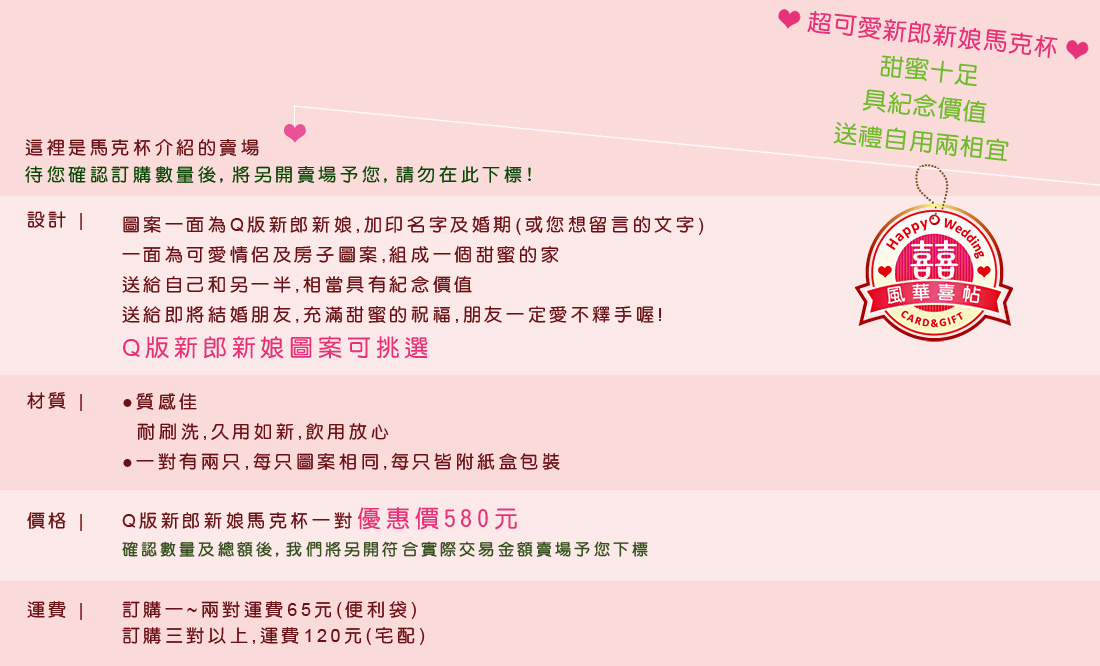 ❤ 超可愛新郎新娘馬克杯 ❤
甜蜜十足
具紀念價值
送禮自用兩相宜
這裡是馬克杯介紹的賣場
待您確認訂購數量後, 將另開賣場予您, 請勿在此下標!
設計 |
圖案一面為Q版新郎新娘,加印名字及婚期(或您想留言的文字)
一面為可愛情侶及房子圖案,組成一個甜蜜的家
送給自己和另一半,相當具有紀念價值
送給即將結婚朋友,充滿甜蜜的祝福,朋友一定愛不釋手喔!
Q版新郎新娘圖案可挑選
Happy Wedding
囍
風華喜帖
CARD&GIFT
材質 |
●質感佳
耐刷洗,久用如新,飲用放心
●一對有兩只,每只圖案相同,每只皆附紙盒包裝
價格 |
Q版新郎新娘馬克杯一對優惠價580元
確認數量及總額後, 我們將另開符合實際交易金額賣場予您下標
運費 |
訂購一~兩對運費65元(便利袋)
訂購三對以上,運費120元(宅配)